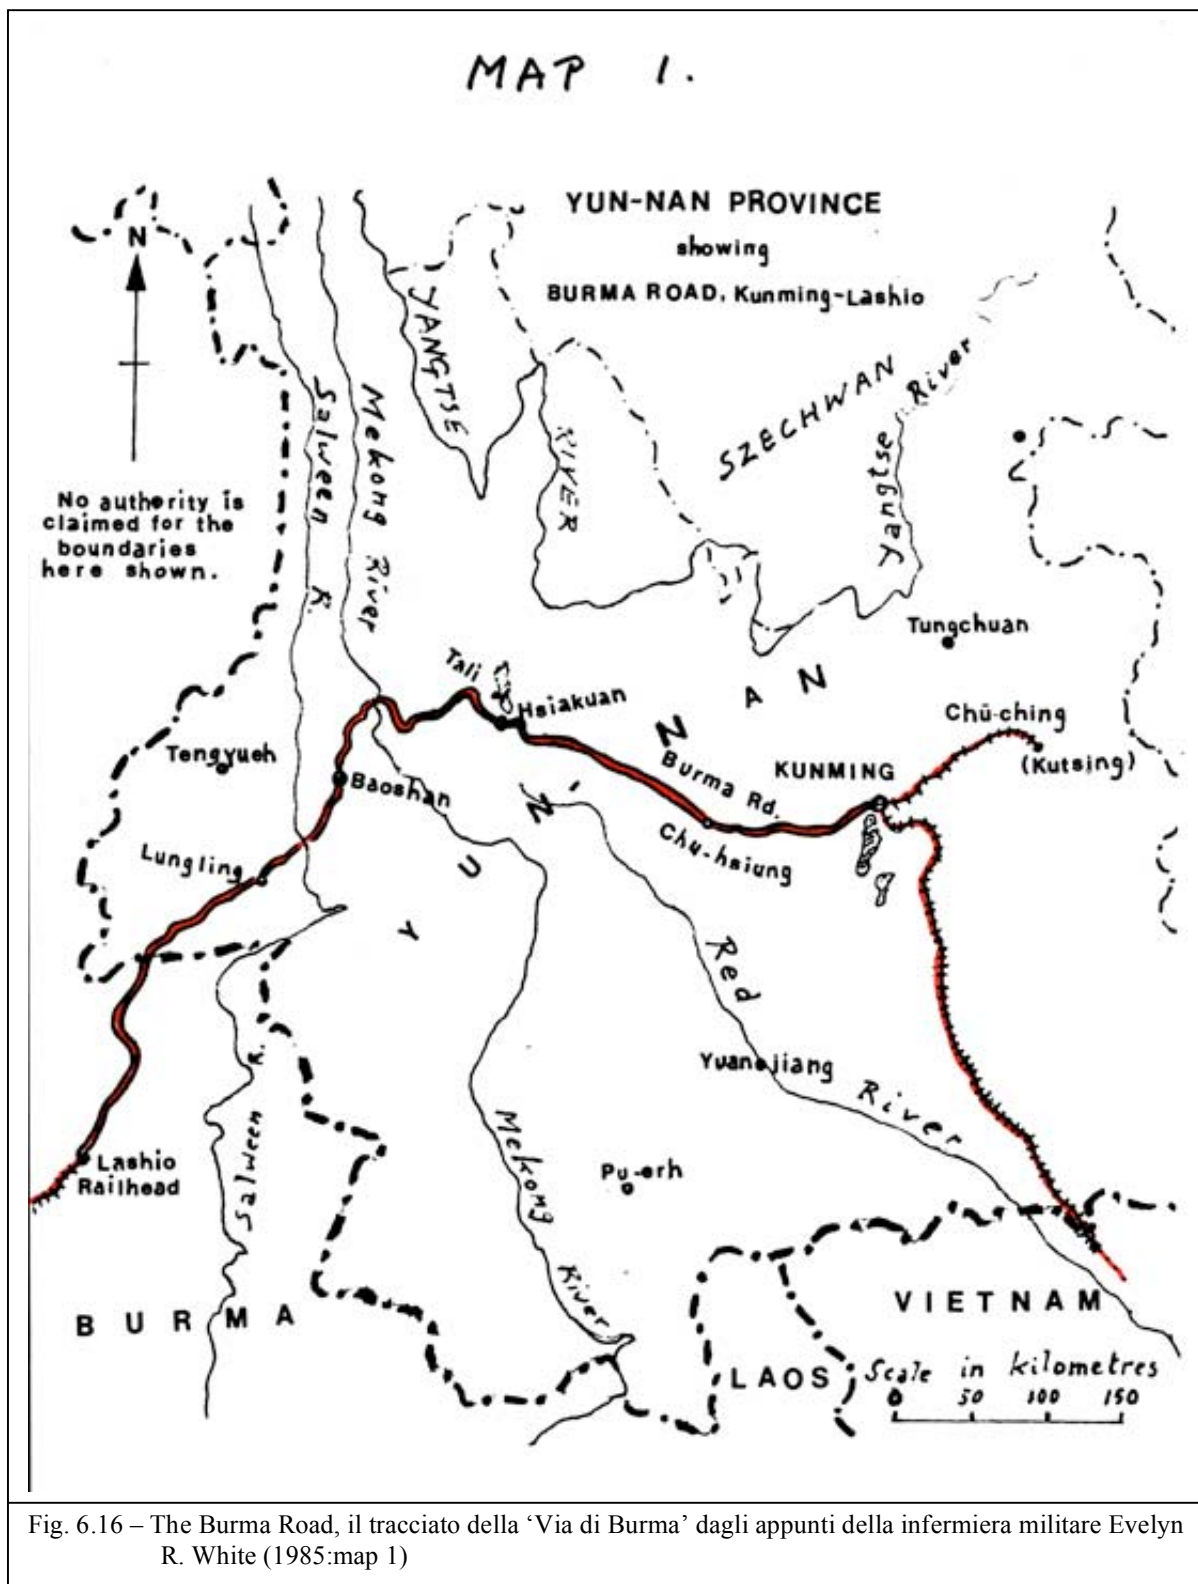 MAP 1.
YUN-NAN PROVINCE
showing
BURMA ROAD, Kunming-Lashio
N
No authority is
claimed for the
boundaries
here shown.
Salween R.
Mekong River
YANGTSE
RIVER
SZECHWAN
Yangtse River
Tungchuan
Tali
Hsiakuan
YUNNAN
Chü-ching
(Kutsing)
Tengyueh
Baoshan
Burma Rd.
KUNMING
Lungling
Chu-hsiung
Red River
Yuanjiang
Lashio
Railhead
Salween R.
Mekong River
Pu-erh
BURMA
VIETNAM
LAOS
Scale in kilometres
0 50 100 150
Fig. 6.16 – The Burma Road, il tracciato della ‘Via di Burma’ dagli appunti della infermiera militare Evelyn
R. White (1985:map 1)